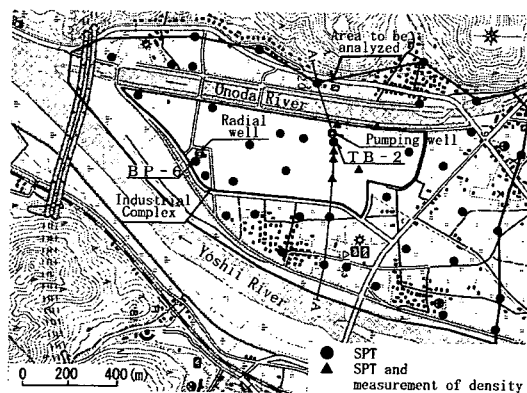 Area to be
analyzed
A
Unoda River
Radial
well
Pumping well
TB-2
BP-6
Industrial
Complex
← Yoshii River
A
● SPT
▲ SPT and
measurement of density
0 200 400(m)